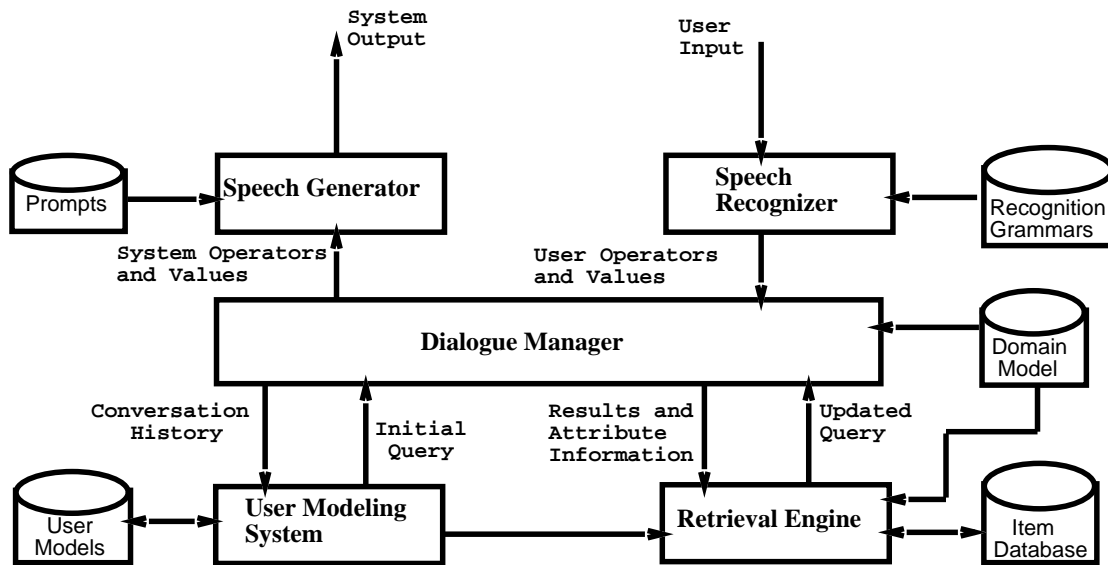 System
Output
User
Input
Prompts
Speech Generator
Speech
Recognizer
Recognition
Grammars
System Operators
and Values
User Operators
and Values
Dialogue Manager
Domain
Model
Conversation
History
Initial
Query
Results and
Attribute
Information
Updated
Query
User
Models
User Modeling
System
Retrieval Engine
Item
Database